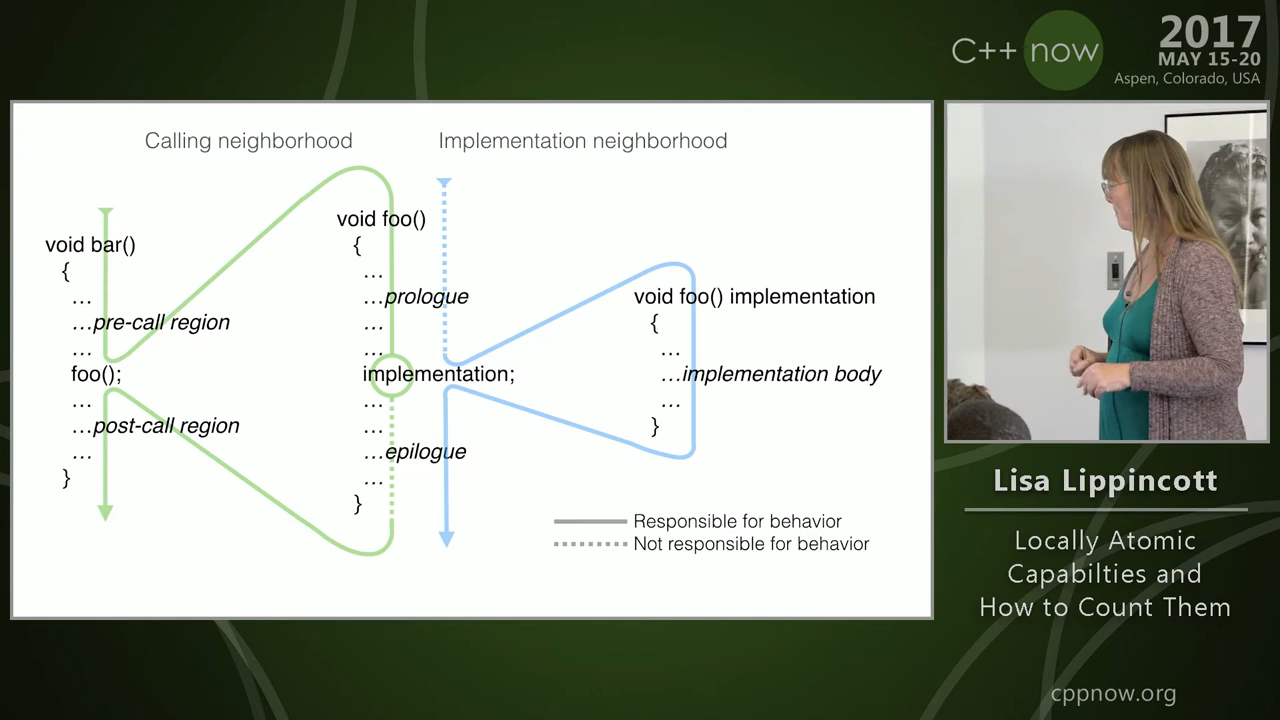 C++ now
2017
MAY 15-20
Aspen, Colorado, USA
Calling neighborhood
Implementation neighborhood
void bar()
{
…
…pre-call region
…
foo();
…
…post-call region
…
}
void foo()
{
…
…prologue
…
…
implementation;
…
…
…epilogue
…
}
void foo() implementation
{
…
…implementation body
…
}
Responsible for behavior
Not responsible for behavior
Lisa Lippincott
Locally Atomic
Capabilties and
How to Count Them
cppnow.org